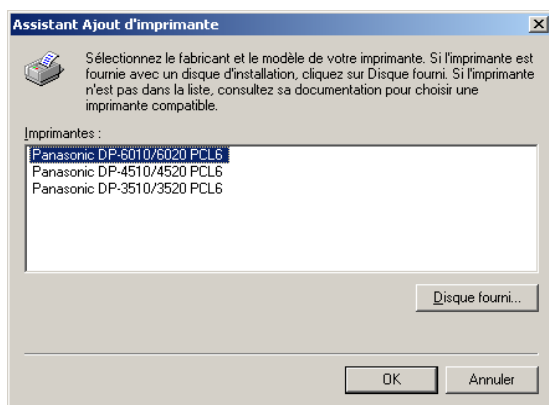 Assistant Ajout d'imprimante
Sélectionnez le fabricant et le modèle de votre imprimante. Si l'imprimante est
fournie avec un disque d'installation, cliquez sur Disque fourni. Si l'imprimante
n'est pas dans la liste, consultez sa documentation pour choisir une
imprimante compatible.
Imprimantes :
Panasonic DP-6010/6020 PCL6
Panasonic DP-4510/4520 PCL6
Panasonic DP-3510/3520 PCL6
Disque fourni...
OK
Annuler